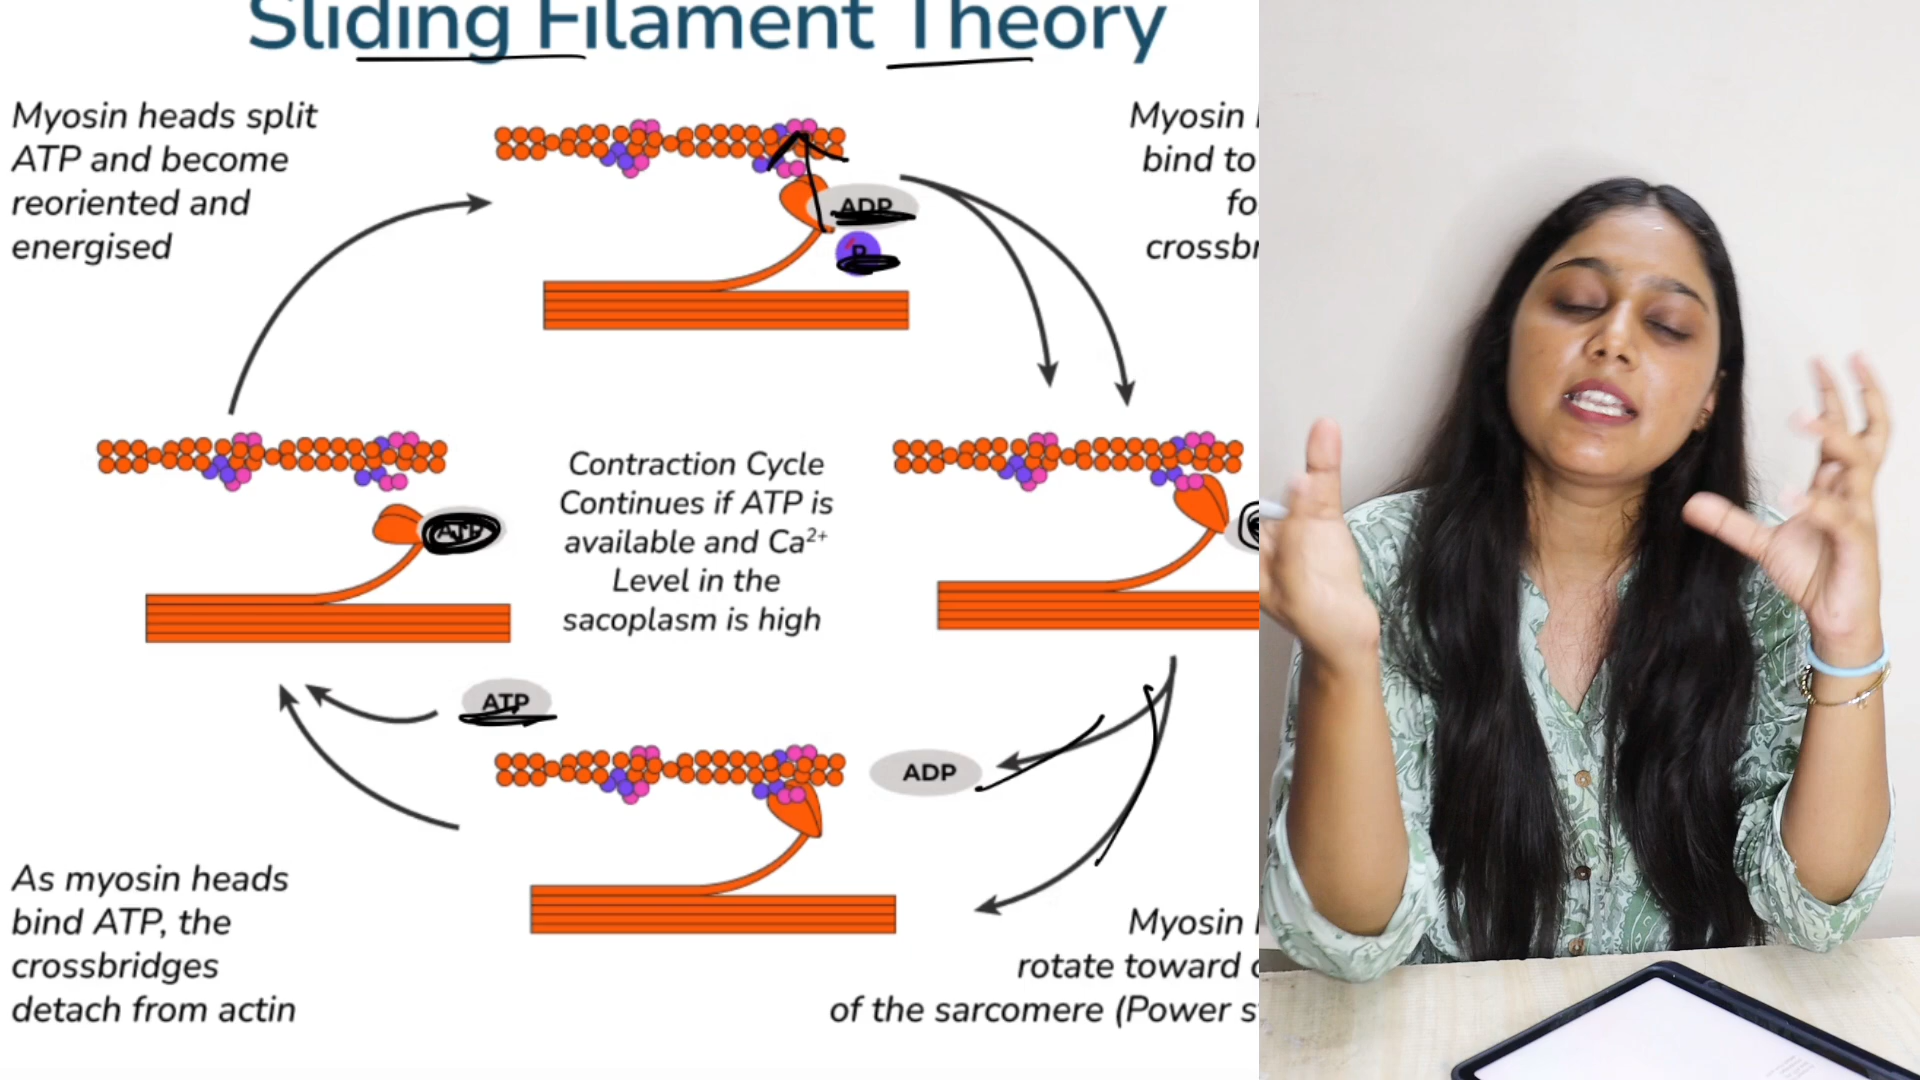 Sliding Filament Theory
Myosin heads split
ATP and become
reoriented and
energised
Myosin
bind to
fo
crossbr
ADP
P
Contraction Cycle
Continues if ATP is
available and Ca²⁺
Level in the
sacoplasm is high
ATP
ATP
ADP
As myosin heads
bind ATP, the
crossbridges
detach from actin
Myosin
rotate toward
of the sarcomere (Power s